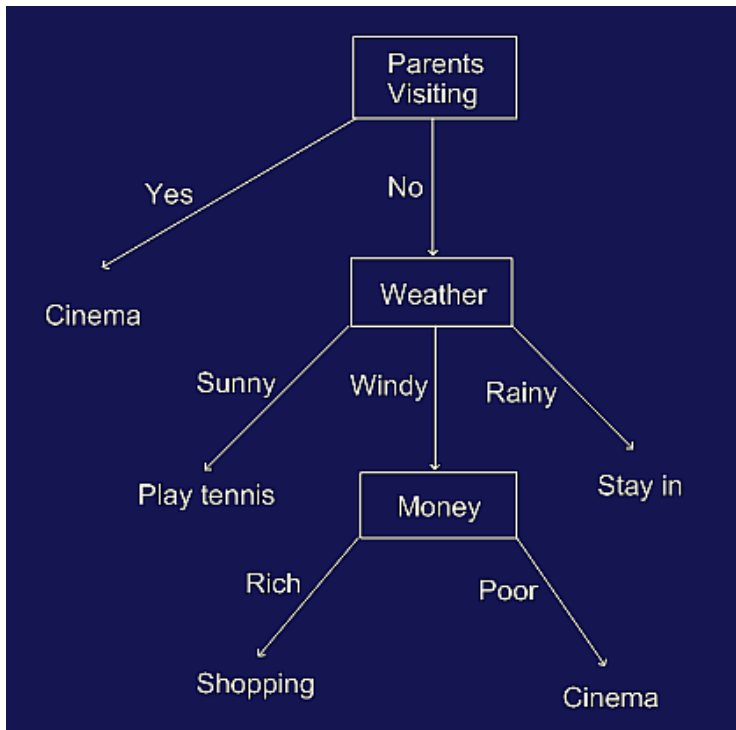 Parents
Visiting
Yes
No
Cinema
Weather
Sunny
Windy
Rainy
Play tennis
Money
Stay in
Rich
Poor
Shopping
Cinema